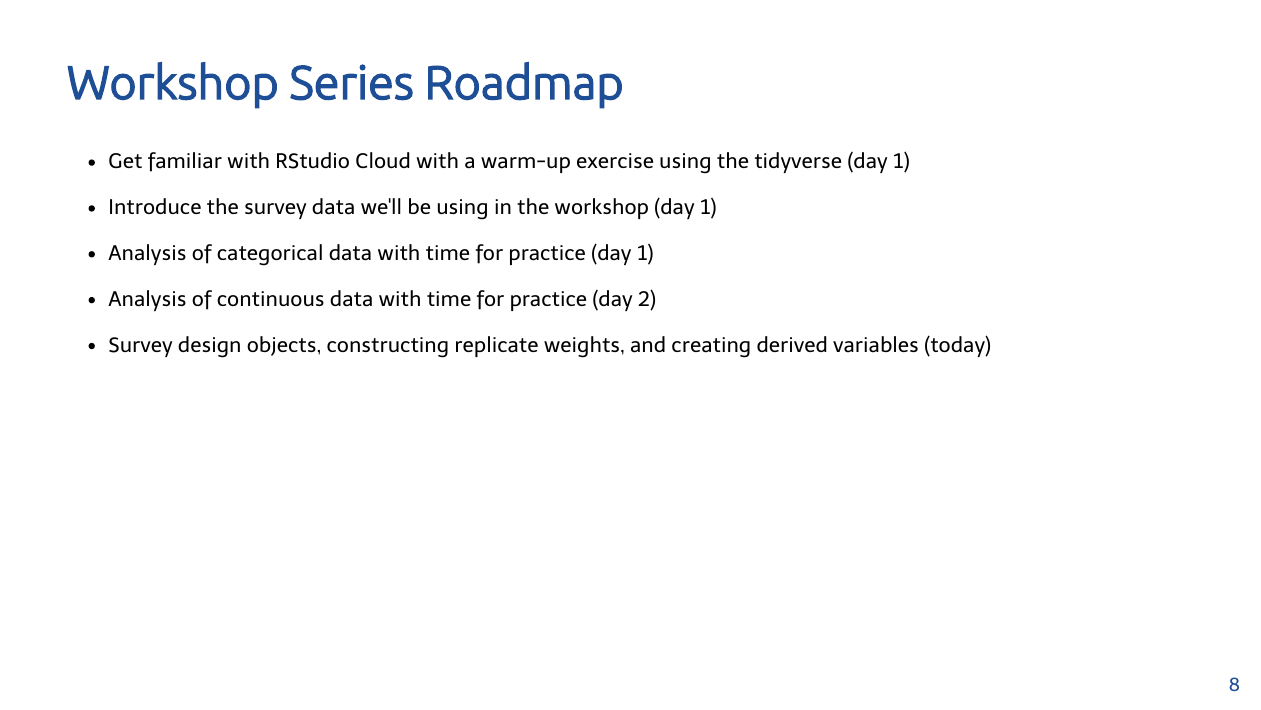 Workshop Series Roadmap
• Get familiar with RStudio Cloud with a warm-up exercise using the tidyverse (day 1)
• Introduce the survey data we'll be using in the workshop (day 1)
• Analysis of categorical data with time for practice (day 1)
• Analysis of continuous data with time for practice (day 2)
• Survey design objects, constructing replicate weights, and creating derived variables (today)
8